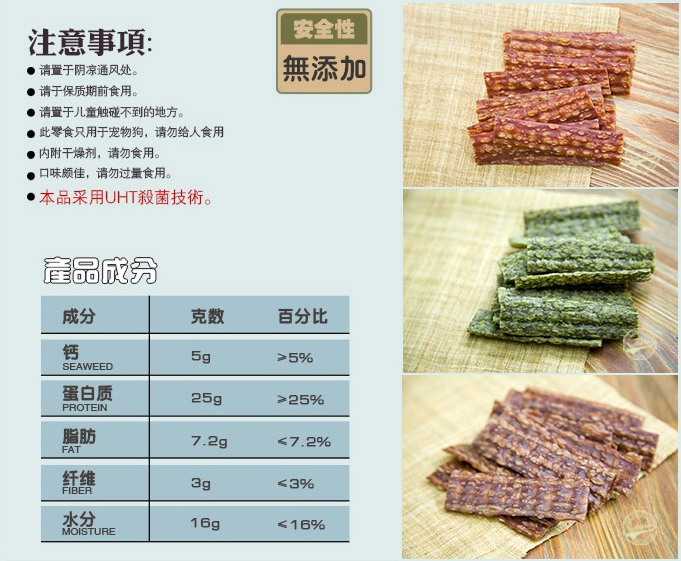 注意事項:
安全性
無添加
● 请置于阴凉通风处。
● 请于保质期前食用。
● 请置于儿童触碰不到的地方。
● 此零食只用于宠物狗，请勿给人食用
● 内附干燥剂，请勿食用。
● 口味颇佳，请勿过量食用。
● 本品采用UHT殺菌技術。
產品成分
成分 克数 百分比
钙 5g ≥5%
SEAWEED
蛋白质 25g ≥25%
PROTEIN
脂肪 7.2g ≤7.2%
FAT
纤维 3g ≤3%
FIBER
水分 16g ≤16%
MOISTURE